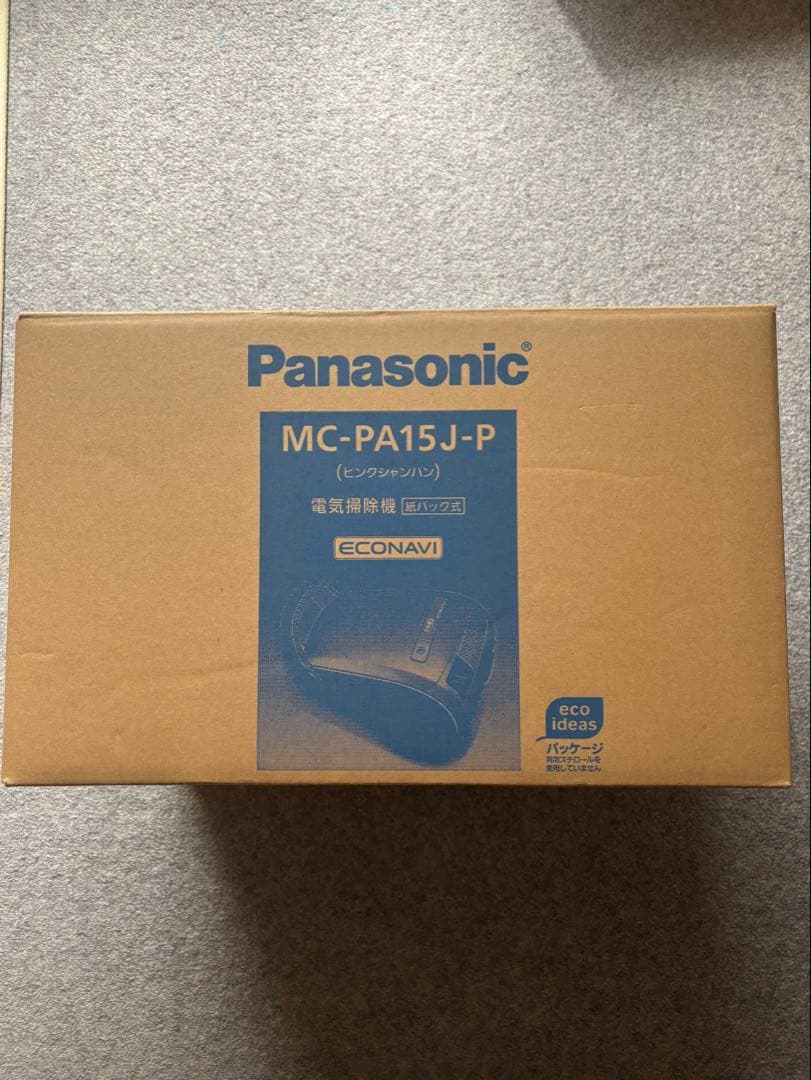 Panasonic®
MC-PA15J-P
(ピンクシャンパン)
電気掃除機 紙パック式
ECONAVI
eco
ideas
パッケージ
発泡スチロールを
使用していません